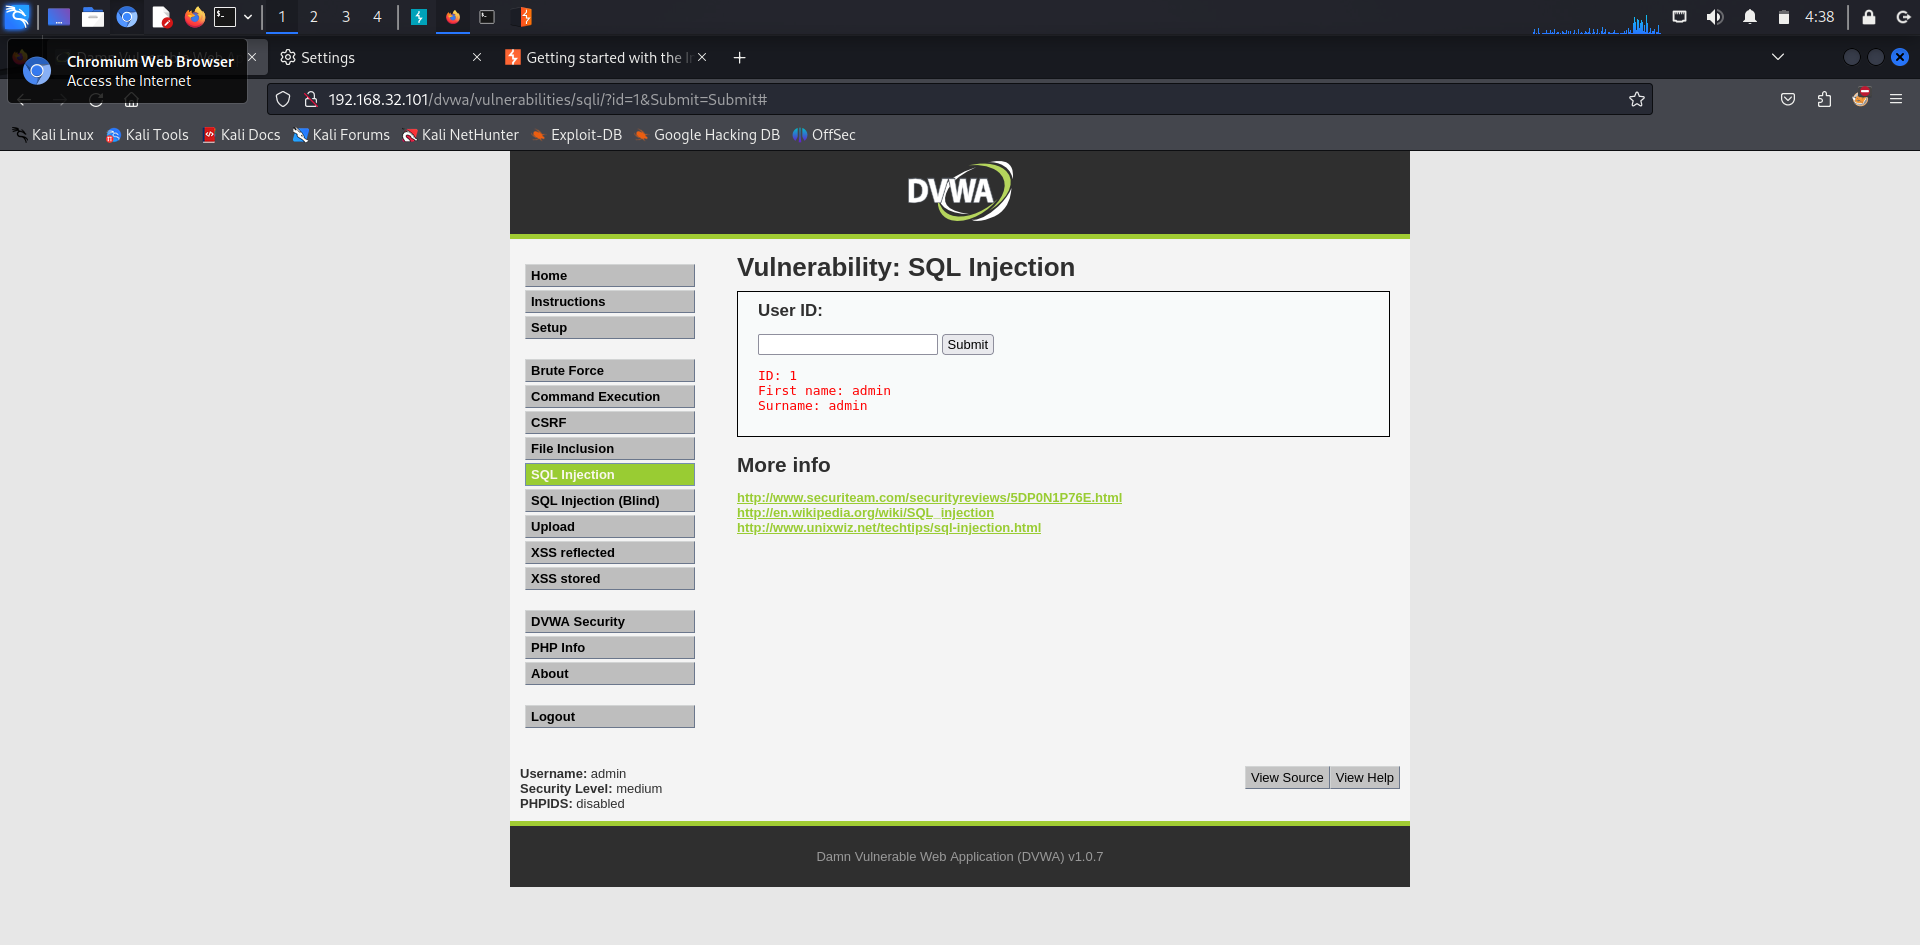 1 2 3 4
4:38
Chromium Web Browser
Access the Internet
Settings
Getting started with the
192.168.32.101/dvwa/vulnerabilities/sqli/?id=1&Submit=Submit#
Kali Linux Kali Tools Kali Docs Kali Forums Kali NetHunter Exploit-DB Google Hacking DB OffSec
DVWA
Home
Instructions
Setup
Brute Force
Command Execution
CSRF
File Inclusion
SQL Injection
SQL Injection (Blind)
Upload
XSS reflected
XSS stored
DVWA Security
PHP Info
About
Logout
Vulnerability: SQL Injection
User ID:
Submit
ID: 1
First name: admin
Surname: admin
More info
http://www.securiteam.com/securityreviews/5DP0N1P76E.html
http://en.wikipedia.org/wiki/SQL_injection
http://www.unixwiz.net/techtips/sql-injection.html
Username: admin
Security Level: medium
PHPIDS: disabled
View Source View Help
Damn Vulnerable Web Application (DVWA) v1.0.7